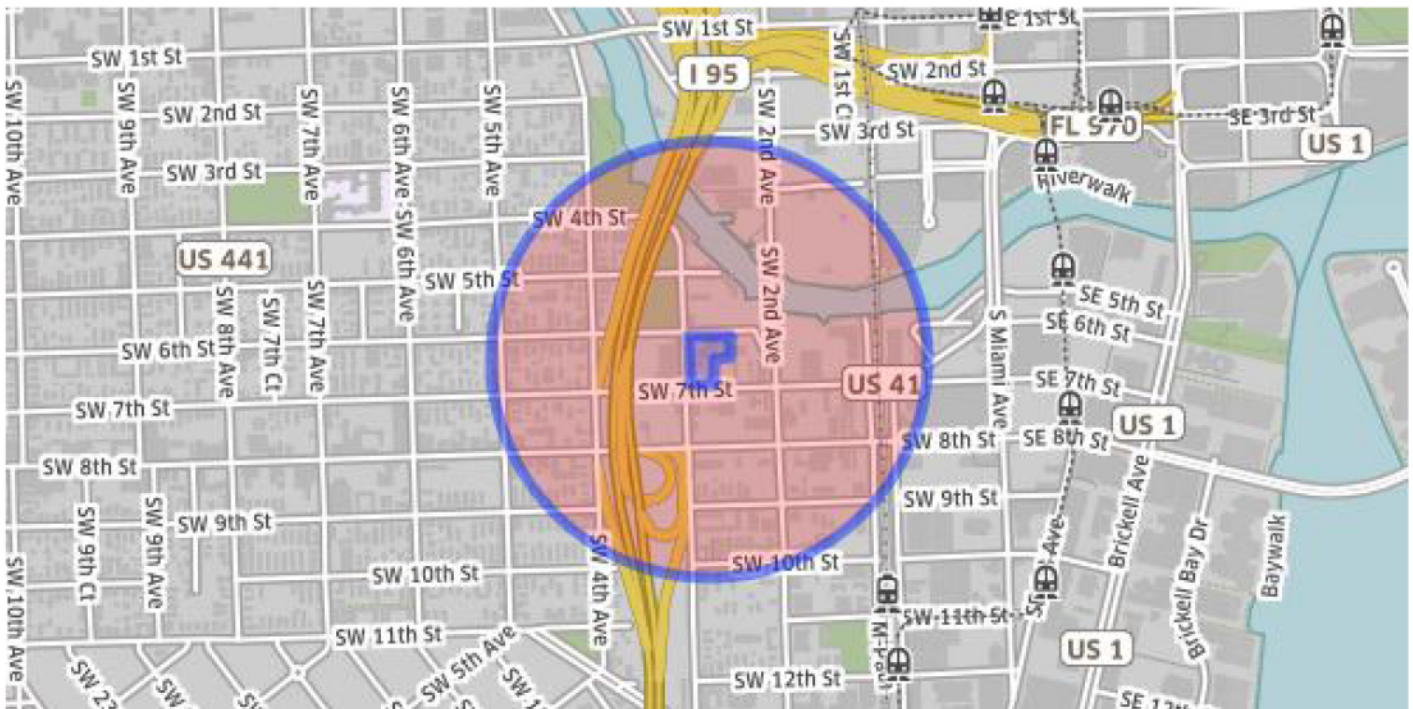 SW 1st St
E 1st St
SW 1st St
I 95
SW 1st Ct
SW 2nd St
SW 10th Ave
SW 9th Ave
SW 2nd St
SW 7th Ave
SW 6th Ave
SW 5th Ave
SW 2nd Ave
SW 3rd St
FL 970
SE 3rd St
US 1
SW 3rd St
Riverwalk
SW 4th St
SW 6th Ave
US 441
SW 5th St
SW 2nd Ave
SE 5th St
SW 8th Ave
SW 7th Ct
SW 7th Ave
SW 6th St
S Miami Ave
SE 6th St
SW 7th St
US 41
SE 7th St
SW 7th St
US 1
SW 8th St
SE 8th St
SW 8th St
Brickell Ave
SW 9th St
SW 9th Ct
SW 9th Ave
SW 9th St
Ave
Brickell Bay Dr
Baywalk
SW 10th Ave
SW 10th St
SW 4th Ave
SW 10th St
SW 11th St
SW 11th St
SW 5th Ave
US 1
SW 12th St
SE 12th